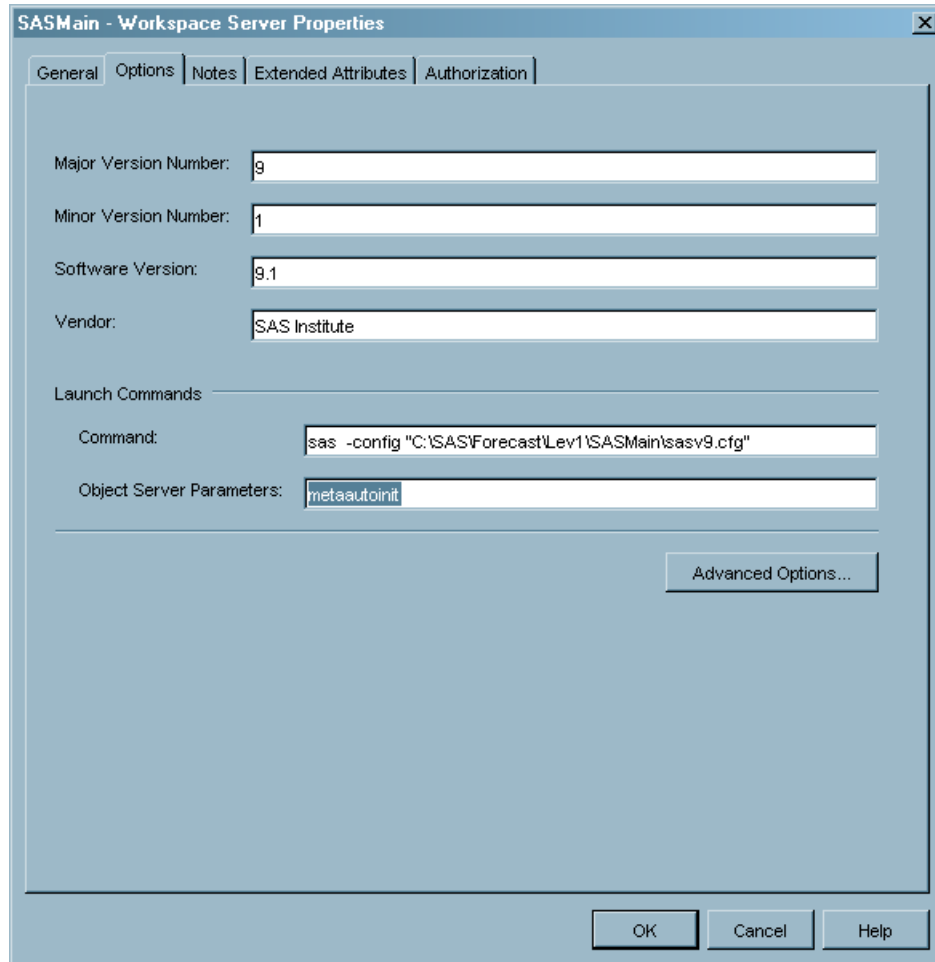 SASMain - Workspace Server Properties
General Options Notes Extended Attributes Authorization
Major Version Number: 9
Minor Version Number: 1
Software Version: 9.1
Vendor: SAS Institute
Launch Commands
Command: sas -config "C:\SAS\Forecast\Lev1\SASMain\sasv9.cfg"
Object Server Parameters: metaautoinit
Advanced Options...
OK Cancel Help